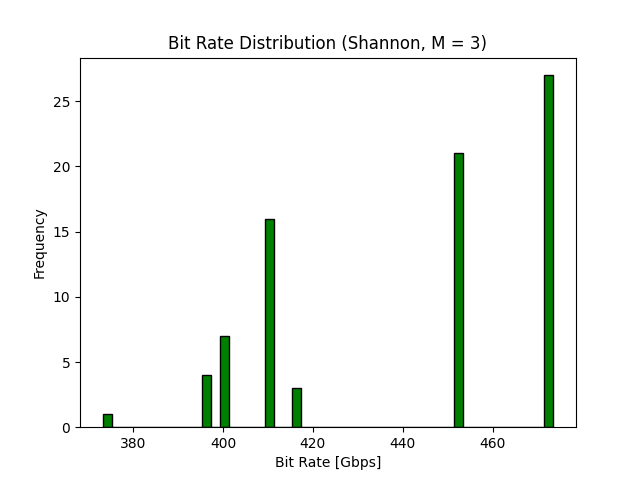 Bit Rate Distribution (Shannon, M = 3)
Frequency
25
20
15
10
5
0
380 400 420 440 460
Bit Rate [Gbps]